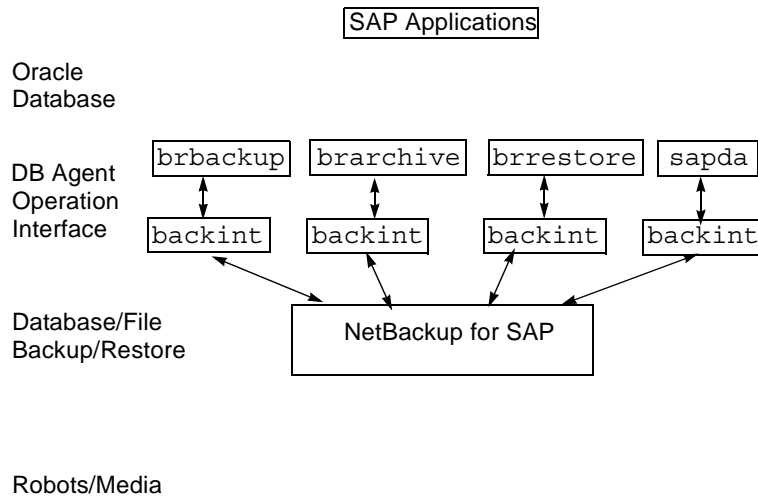 SAP Applications
Oracle
Database
brbackup brarchive brrestore sapda
DB Agent
Operation
Interface
backint backint backint backint
Database/File
Backup/Restore
NetBackup for SAP
Robots/Media